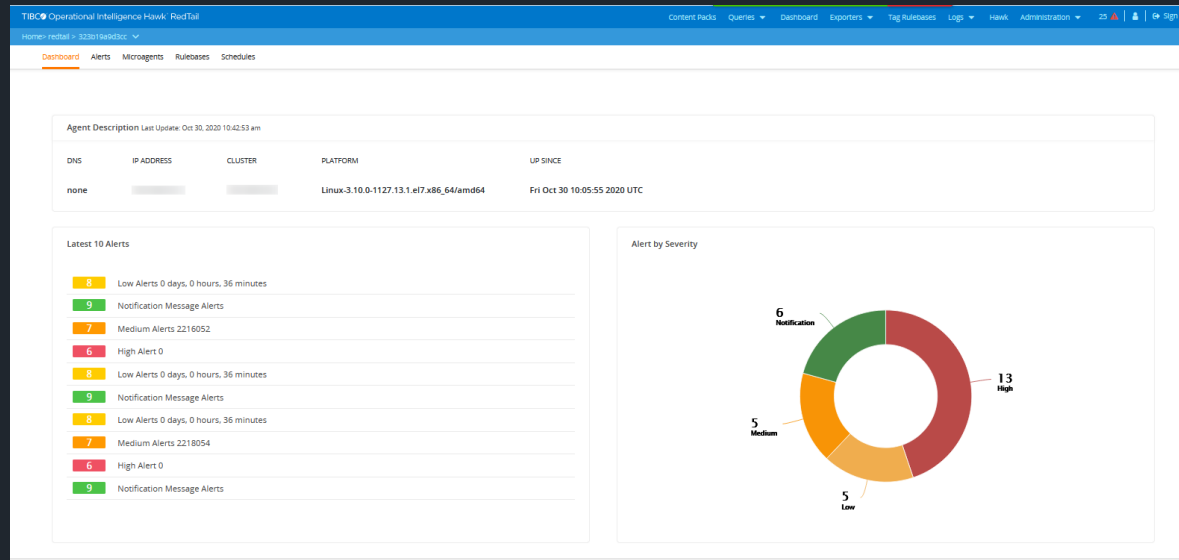 TIBCO Operational Intelligence Hawk® RedTail
Content Packs Queries Dashboard Exporters Tag Rulebases Logs Hawk Administration 25 Sign
Home> redtail > 323b19a9d3cc
Dashboard Alerts Microagents Rulebases Schedules
Agent Description Last Update: Oct 30, 2020 10:42:53 am
DNS IP ADDRESS CLUSTER PLATFORM UP SINCE
none Linux-3.10.0-1127.13.1.el7.x86_64/amd64 Fri Oct 30 10:05:55 2020 UTC
Latest 10 Alerts
8 Low Alerts 0 days, 0 hours, 36 minutes
9 Notification Message Alerts
7 Medium Alerts 2216052
6 High Alert 0
8 Low Alerts 0 days, 0 hours, 36 minutes
9 Notification Message Alerts
8 Low Alerts 0 days, 0 hours, 36 minutes
7 Medium Alerts 2218054
6 High Alert 0
9 Notification Message Alerts
Alert by Severity
6
Notification
13
High
5
Medium
5
Low